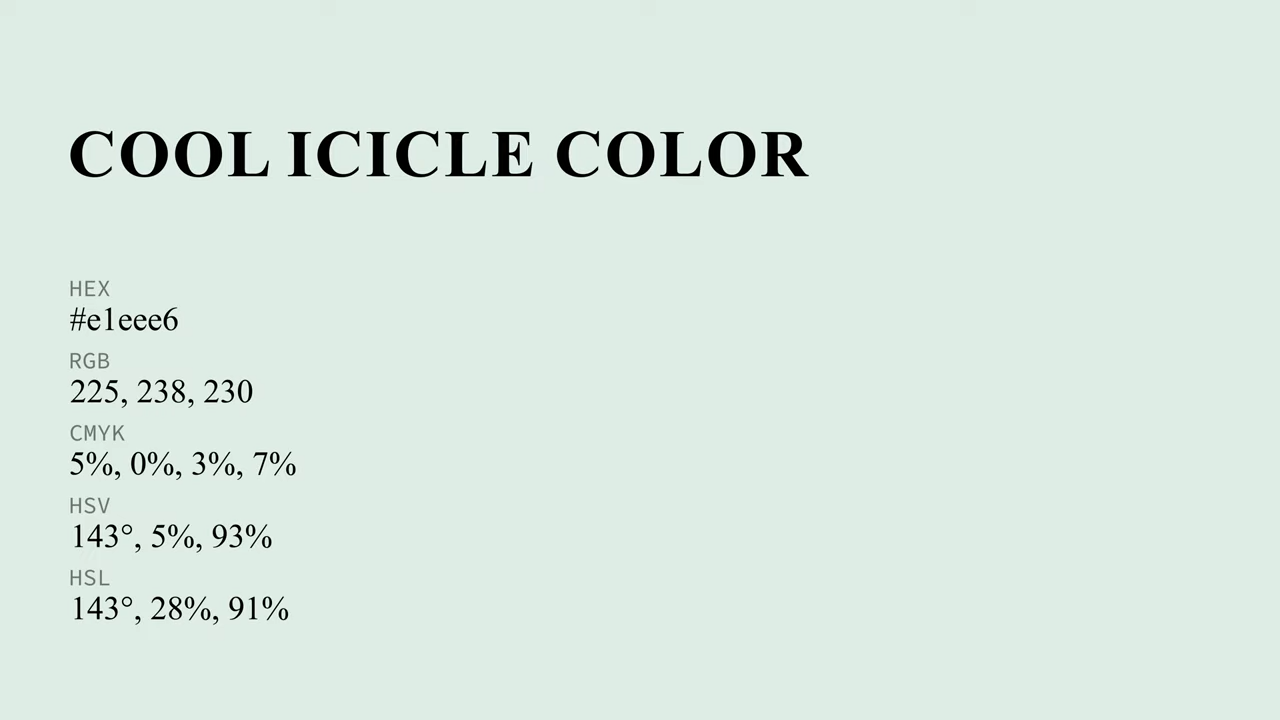 COOL ICICLE COLOR
HEX
#e1eee6
RGB
225, 238, 230
CMYK
5%, 0%, 3%, 7%
HSV
143°, 5%, 93%
HSL
143°, 28%, 91%